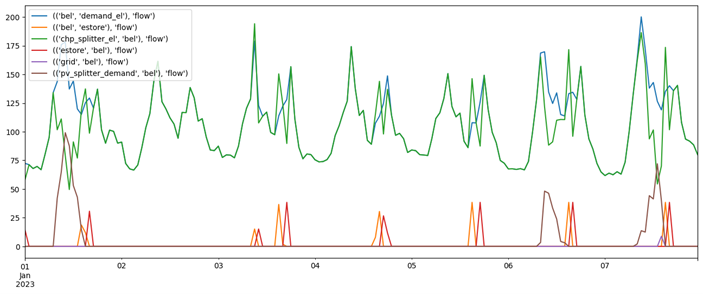 (('bel', 'demand_el'), 'flow')
(('bel', 'estore'), 'flow')
(('chp_splitter_el', 'bel'), 'flow')
(('estore', 'bel'), 'flow')
(('grid', 'bel'), 'flow')
(('pv_splitter_demand', 'bel'), 'flow')
200
175
150
125
100
75
50
25
0
01 02 03 04 05 06 07
Jan
2023